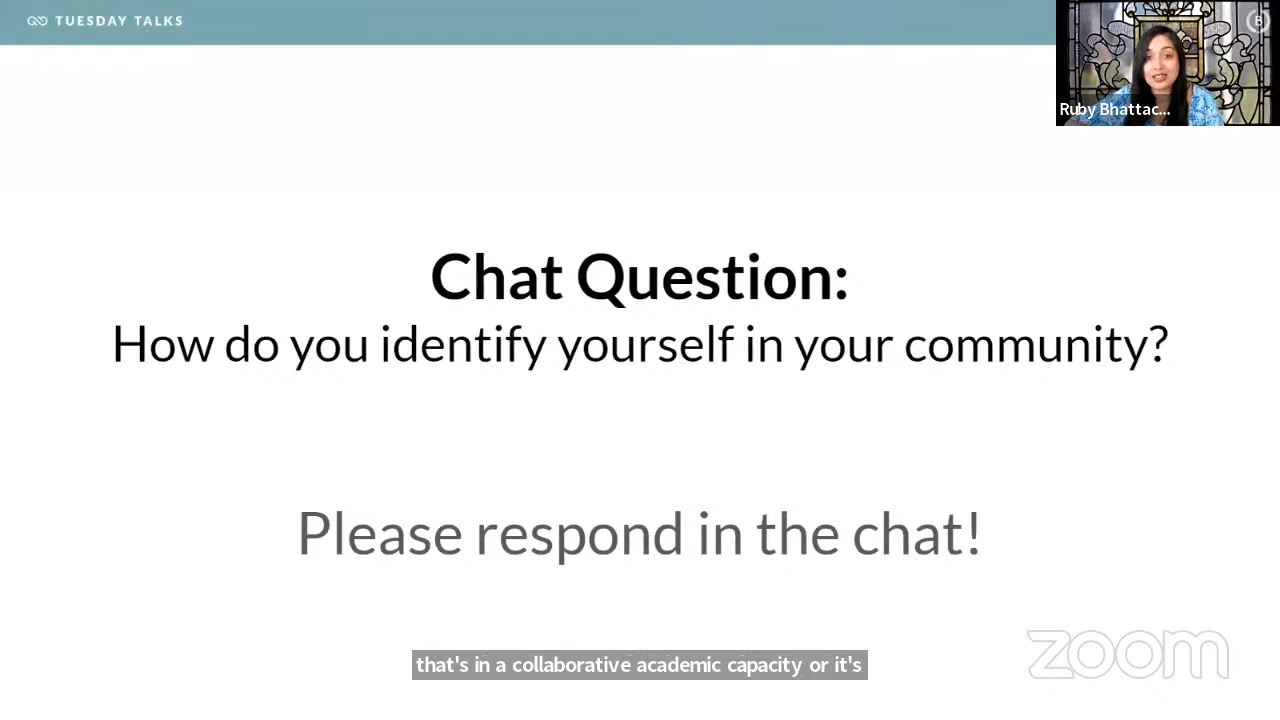 TUESDAY TALKS
B
Ruby Bhattac...
Chat Question:
How do you identify yourself in your community?
Please respond in the chat!
zoom
that's in a collaborative academic capacity or it's